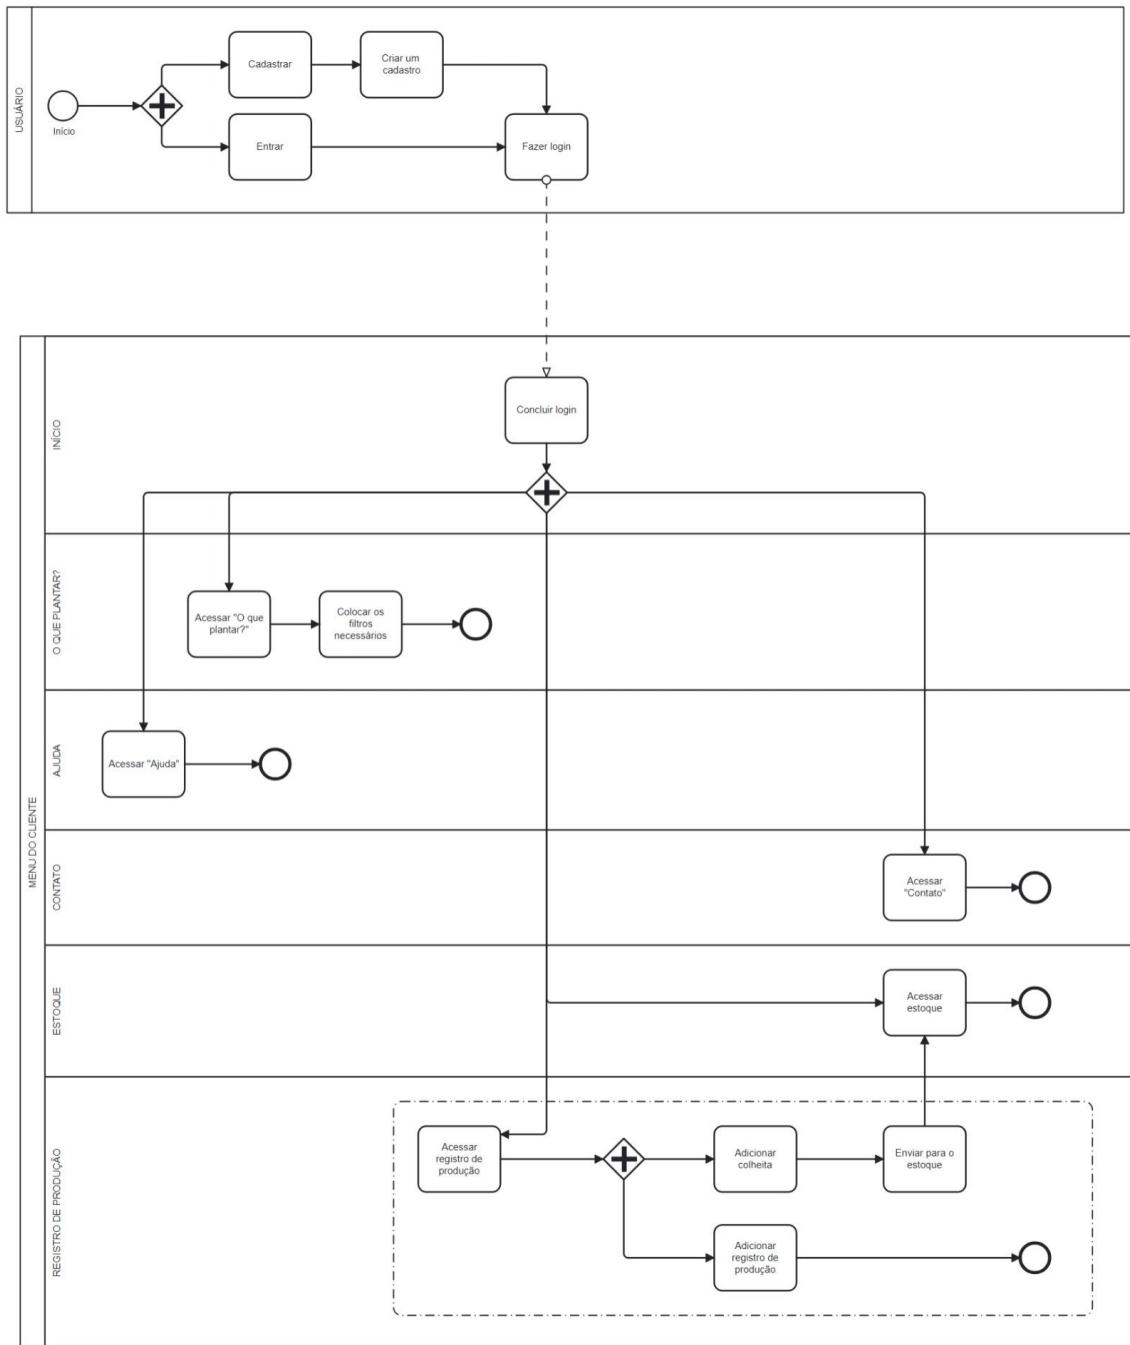 USUÁRIO
Início
Cadastrar
Criar um
cadastro
Entrar
Fazer login
MENU DO CLIENTE
INÍCIO
Concluir login
O QUE PLANTAR?
Acessar "O que
plantar?"
Colocar os
filtros
necessários
AJUDA
Acessar "Ajuda"
CONTATO
Acessar
"Contato"
ESTOQUE
Acessar
estoque
REGISTRO DE PRODUÇÃO
Acessar
registro de
produção
Adicionar
colheita
Enviar para o
estoque
Adicionar
registro de
produção